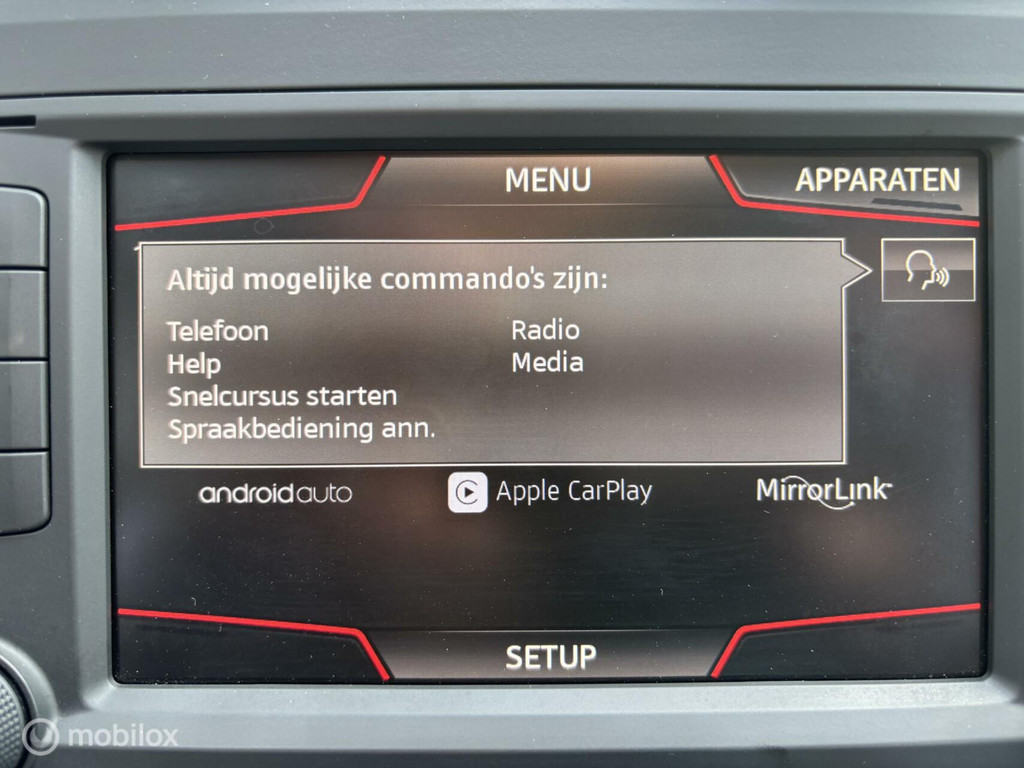 MENU
APPARATEN
Altijd mogelijke commando's zijn:
Telefoon
Radio
Help
Media
Snelcursus starten
Spraakbediening ann.
androidauto
Apple CarPlay
MirrorLink™
SETUP
mobilox